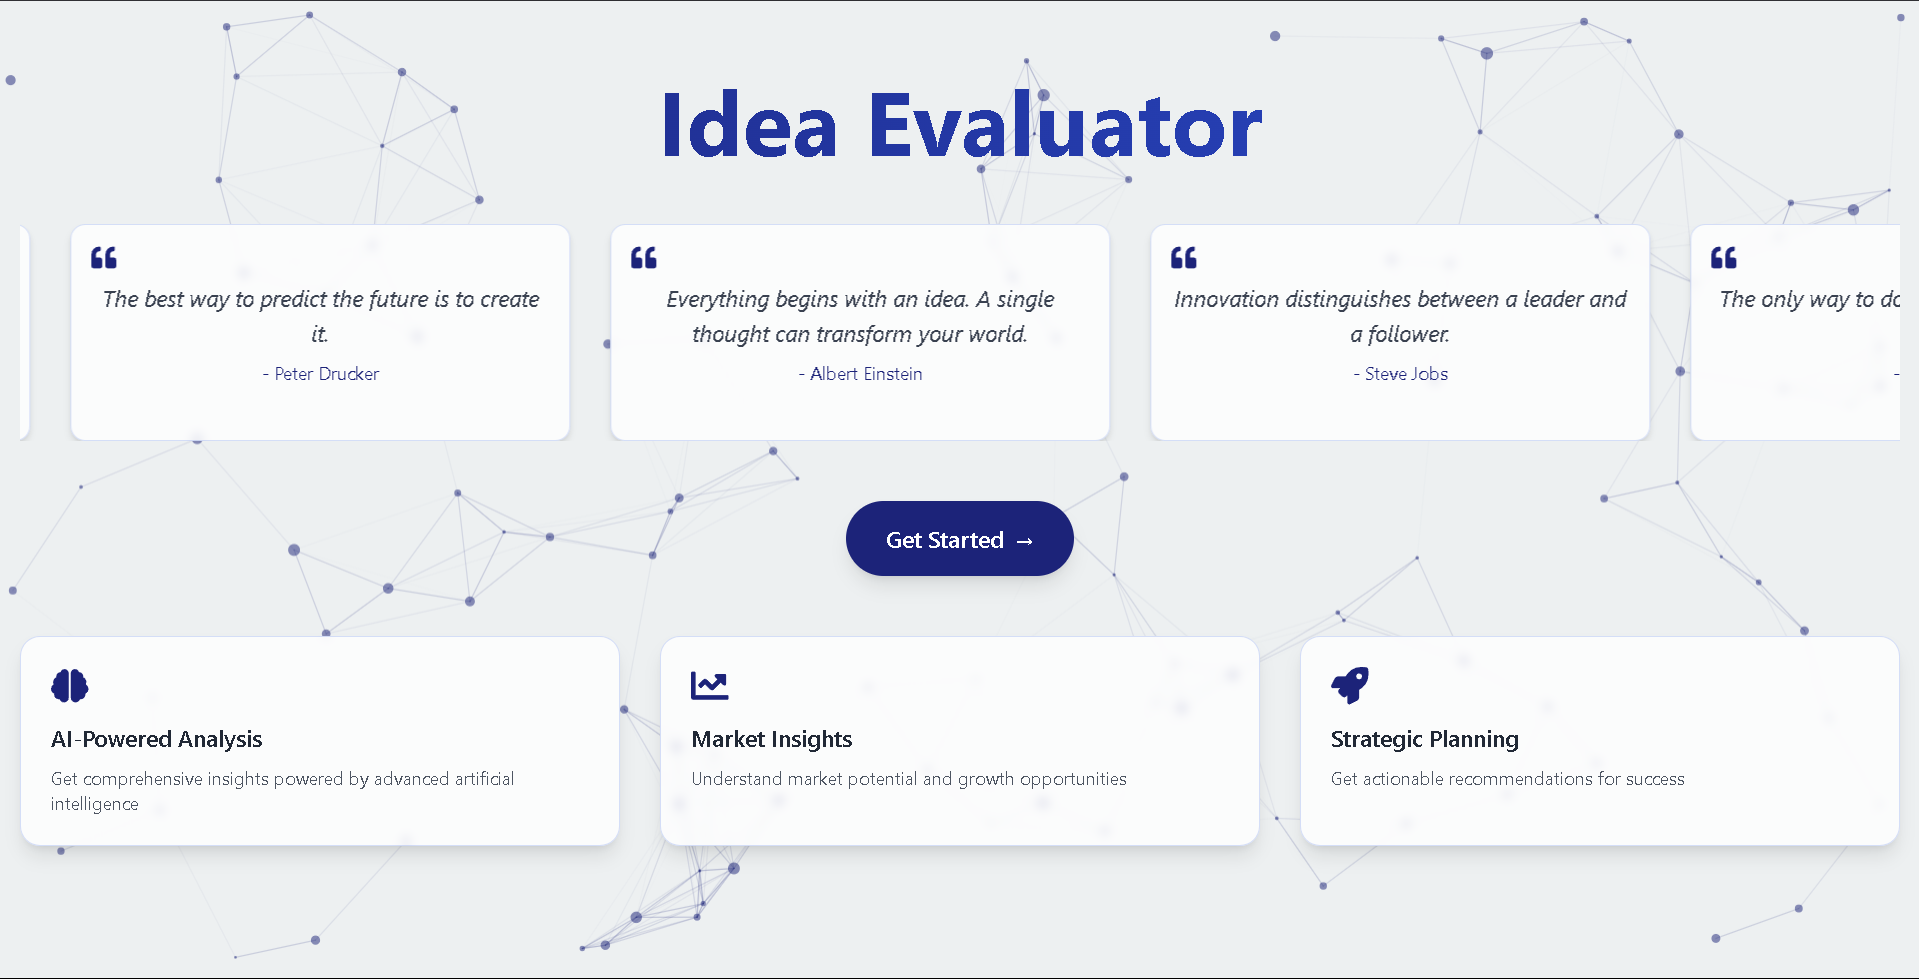 Idea Evaluator
The best way to predict the future is to create
it.
- Peter Drucker
Everything begins with an idea. A single
thought can transform your world.
- Albert Einstein
Innovation distinguishes between a leader and
a follower.
- Steve Jobs
The only way to do
-
Get Started →
AI-Powered Analysis
Get comprehensive insights powered by advanced artificial
intelligence
Market Insights
Understand market potential and growth opportunities
Strategic Planning
Get actionable recommendations for success